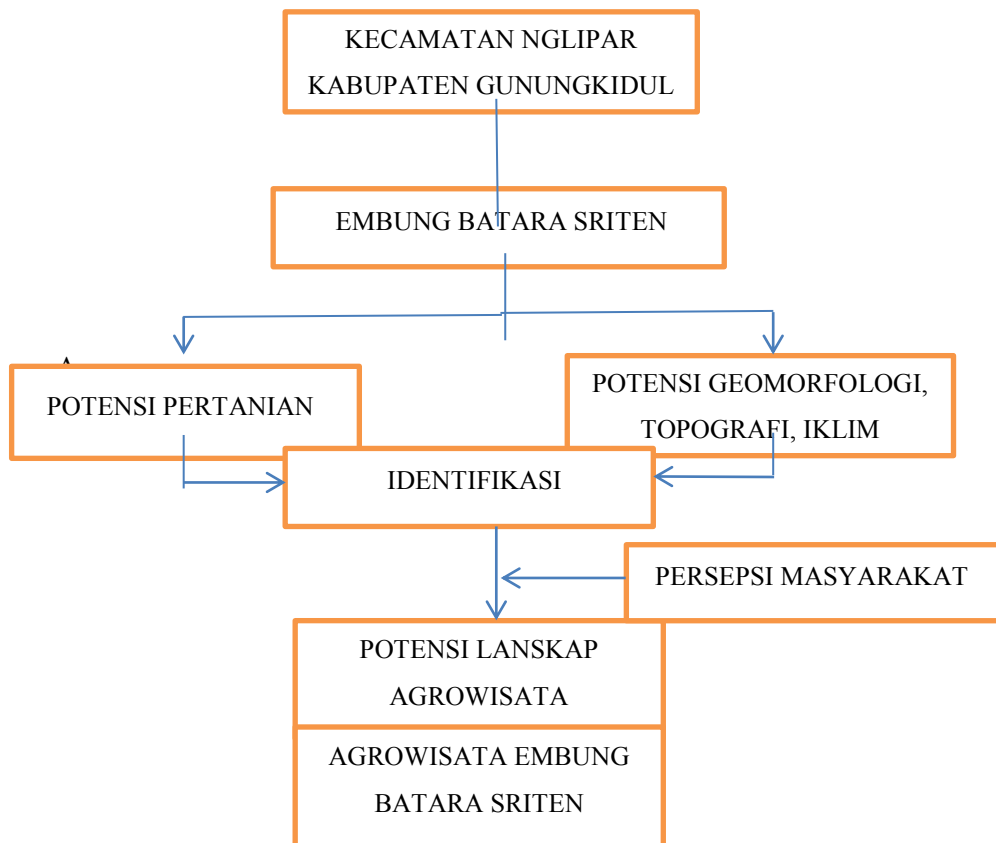 KECAMATAN NGLIPAR
KABUPATEN GUNUNGKIDUL
EMBUNG BATARA SRITEN
POTENSI PERTANIAN
POTENSI GEOMORFOLOGI,
TOPOGRAFI, IKLIM
IDENTIFIKASI
PERSEPSI MASYARAKAT
POTENSI LANSKAP
AGROWISATA
AGROWISATA EMBUNG
BATARA SRITEN